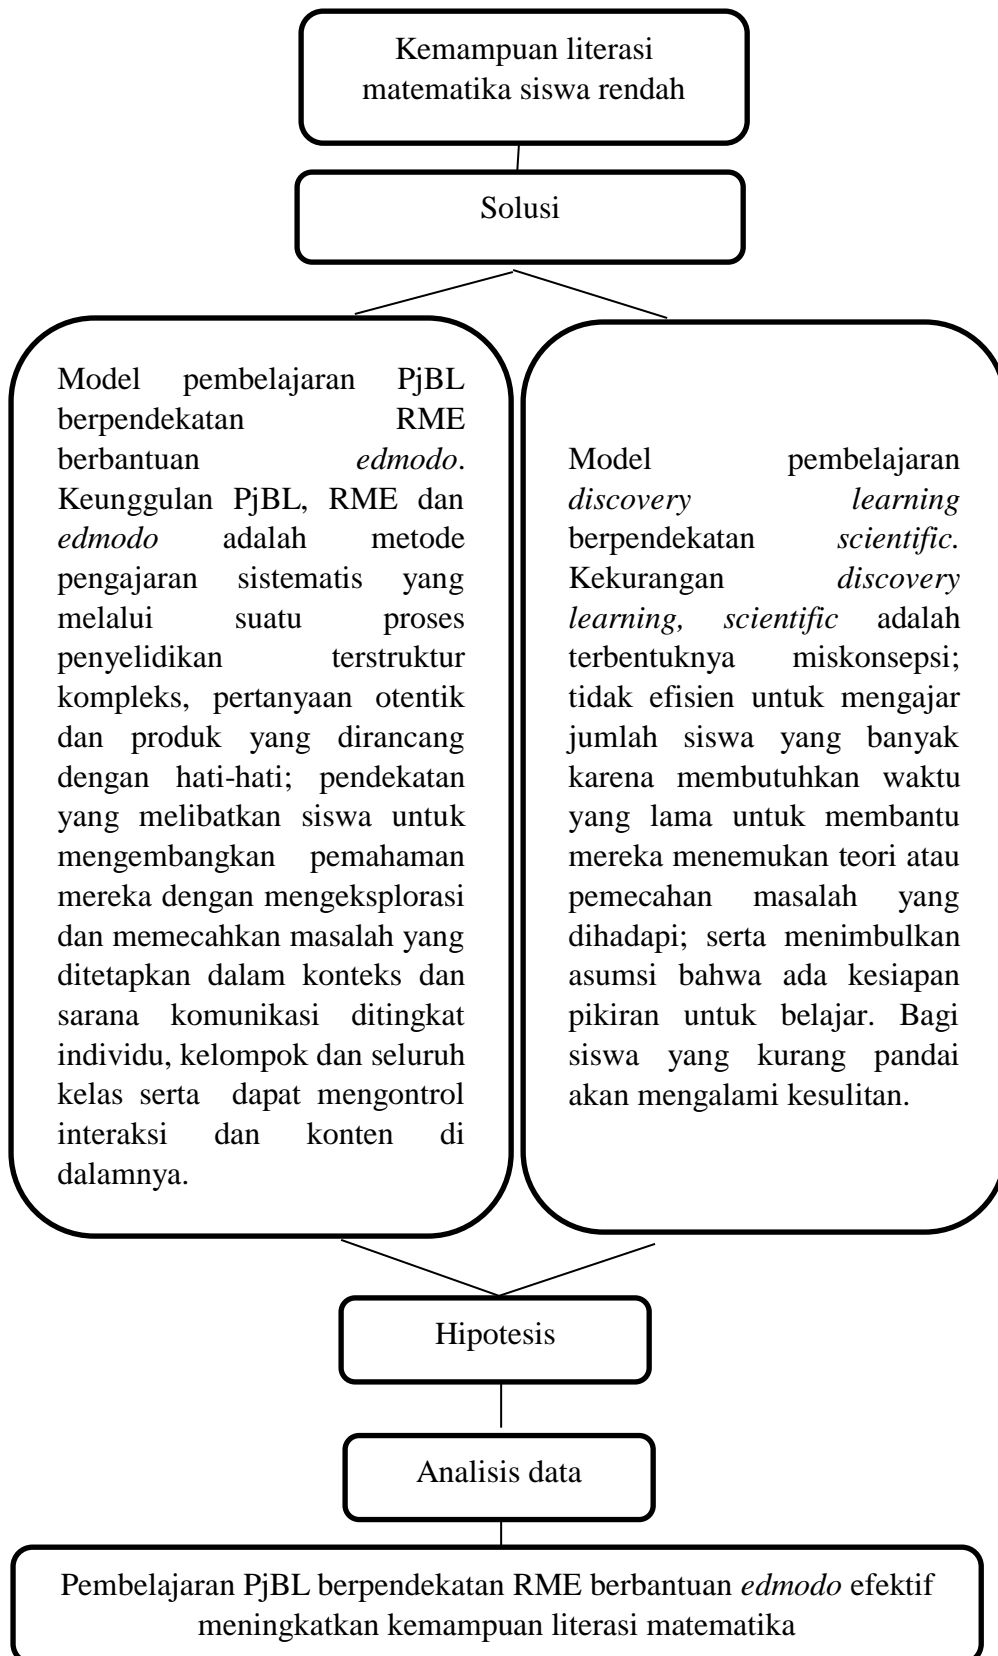 Kemampuan literasi
matematika siswa rendah
Solusi
Model pembelajaran PjBL
berpendekatan RME
berbantuan edmodo.
Keunggulan PjBL, RME dan
edmodo adalah metode
pengajaran sistematis yang
melalui suatu proses
penyelidikan terstruktur
kompleks, pertanyaan otentik
dan produk yang dirancang
dengan hati-hati; pendekatan
yang melibatkan siswa untuk
mengembangkan pemahaman
mereka dengan mengeksplorasi
dan memecahkan masalah yang
ditetapkan dalam konteks dan
sarana komunikasi ditingkat
individu, kelompok dan seluruh
kelas serta dapat mengontrol
interaksi dan konten di
dalamnya.
Model pembelajaran
discovery learning
berpendekatan scientific.
Kekurangan discovery
learning, scientific adalah
terbentuknya miskonsepsi;
tidak efisien untuk mengajar
jumlah siswa yang banyak
karena membutuhkan waktu
yang lama untuk membantu
mereka menemukan teori atau
pemecahan masalah yang
dihadapi; serta menimbulkan
asumsi bahwa ada kesiapan
pikiran untuk belajar. Bagi
siswa yang kurang pandai
akan mengalami kesulitan.
Hipotesis
Analisis data
Pembelajaran PjBL berpendekatan RME berbantuan edmodo efektif
meningkatkan kemampuan literasi matematika